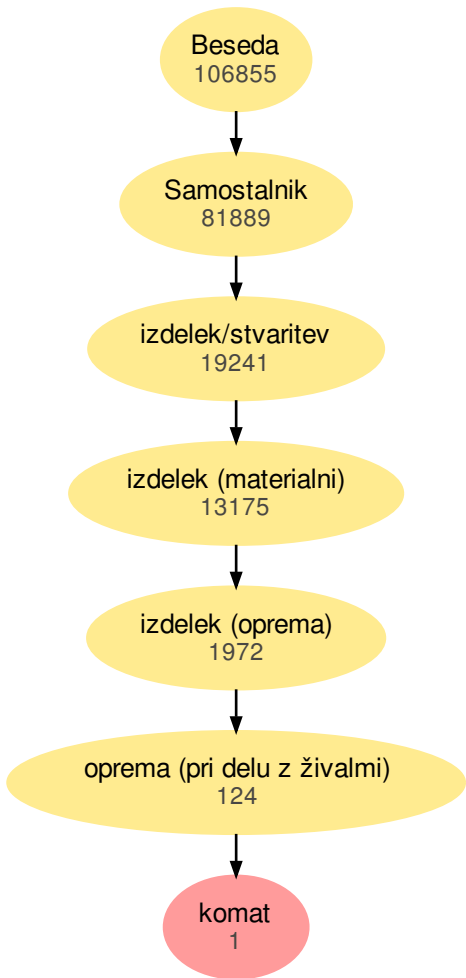 Beseda
106855
Samostalnik
81889
izdelek/stvaritev
19241
izdelek (materialni)
13175
izdelek (oprema)
1972
oprema (pri delu z živalmi)
124
komat
1